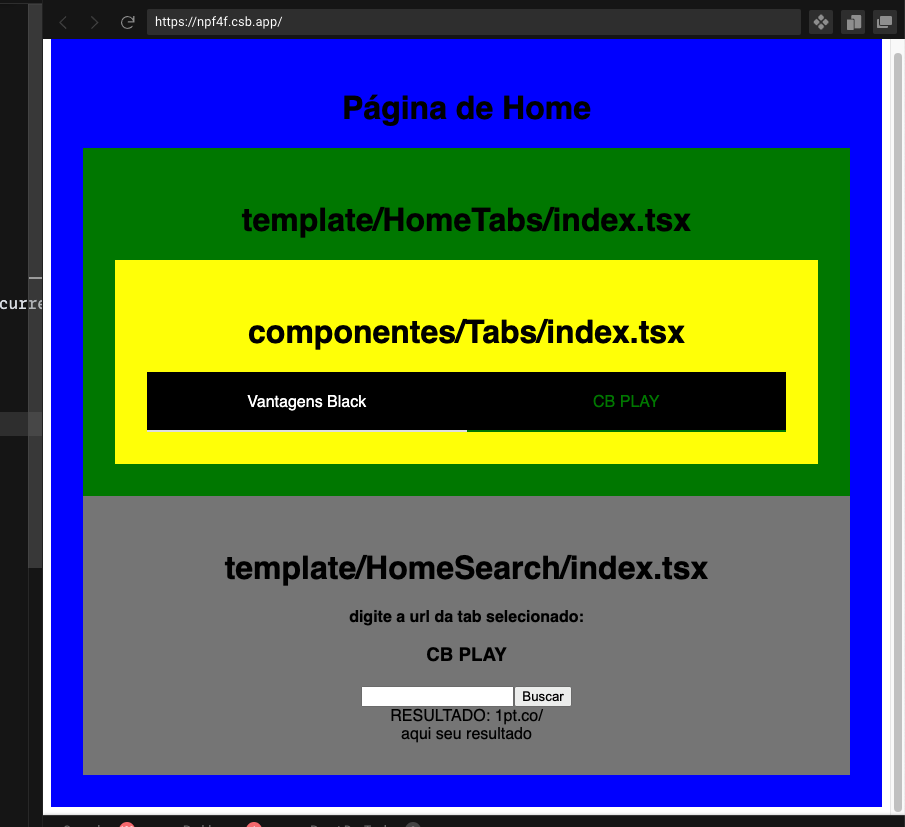 https://npf4f.csb.app/
Página de Home
template/HomeTabs/index.tsx
curre
componentes/Tabs/index.tsx
Vantagens Black
CB PLAY
template/HomeSearch/index.tsx
digite a url da tab selecionado:
CB PLAY
Buscar
RESULTADO: 1pt.co/
aqui seu resultado